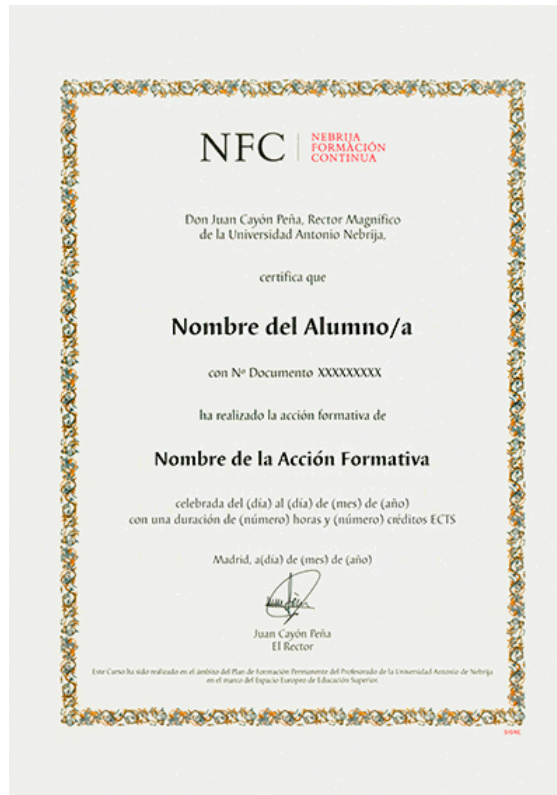 NFC
NEBRIJA
FORMACIÓN
CONTINUA
Don Juan Cayón Peña, Rector Magnífico
de la Universidad Antonio Nebrija,
certifica que
Nombre del Alumno/a
con Nº Documento XXXXXXXXX
ha realizado la acción formativa de
Nombre de la Acción Formativa
celebrada del (día) al (día) de (mes) de (año)
con una duración de (número) horas y (número) créditos ECTS
Madrid, a(día) de (mes) de (año)
Juan Cayón Peña
El Rector
Este Curso ha sido realizado en el ámbito del Plan de Formación Permanente del Profesorado de la Universidad Antonio de Nebrija
en el marco del Espacio Europeo de Educación Superior.
SIGNE